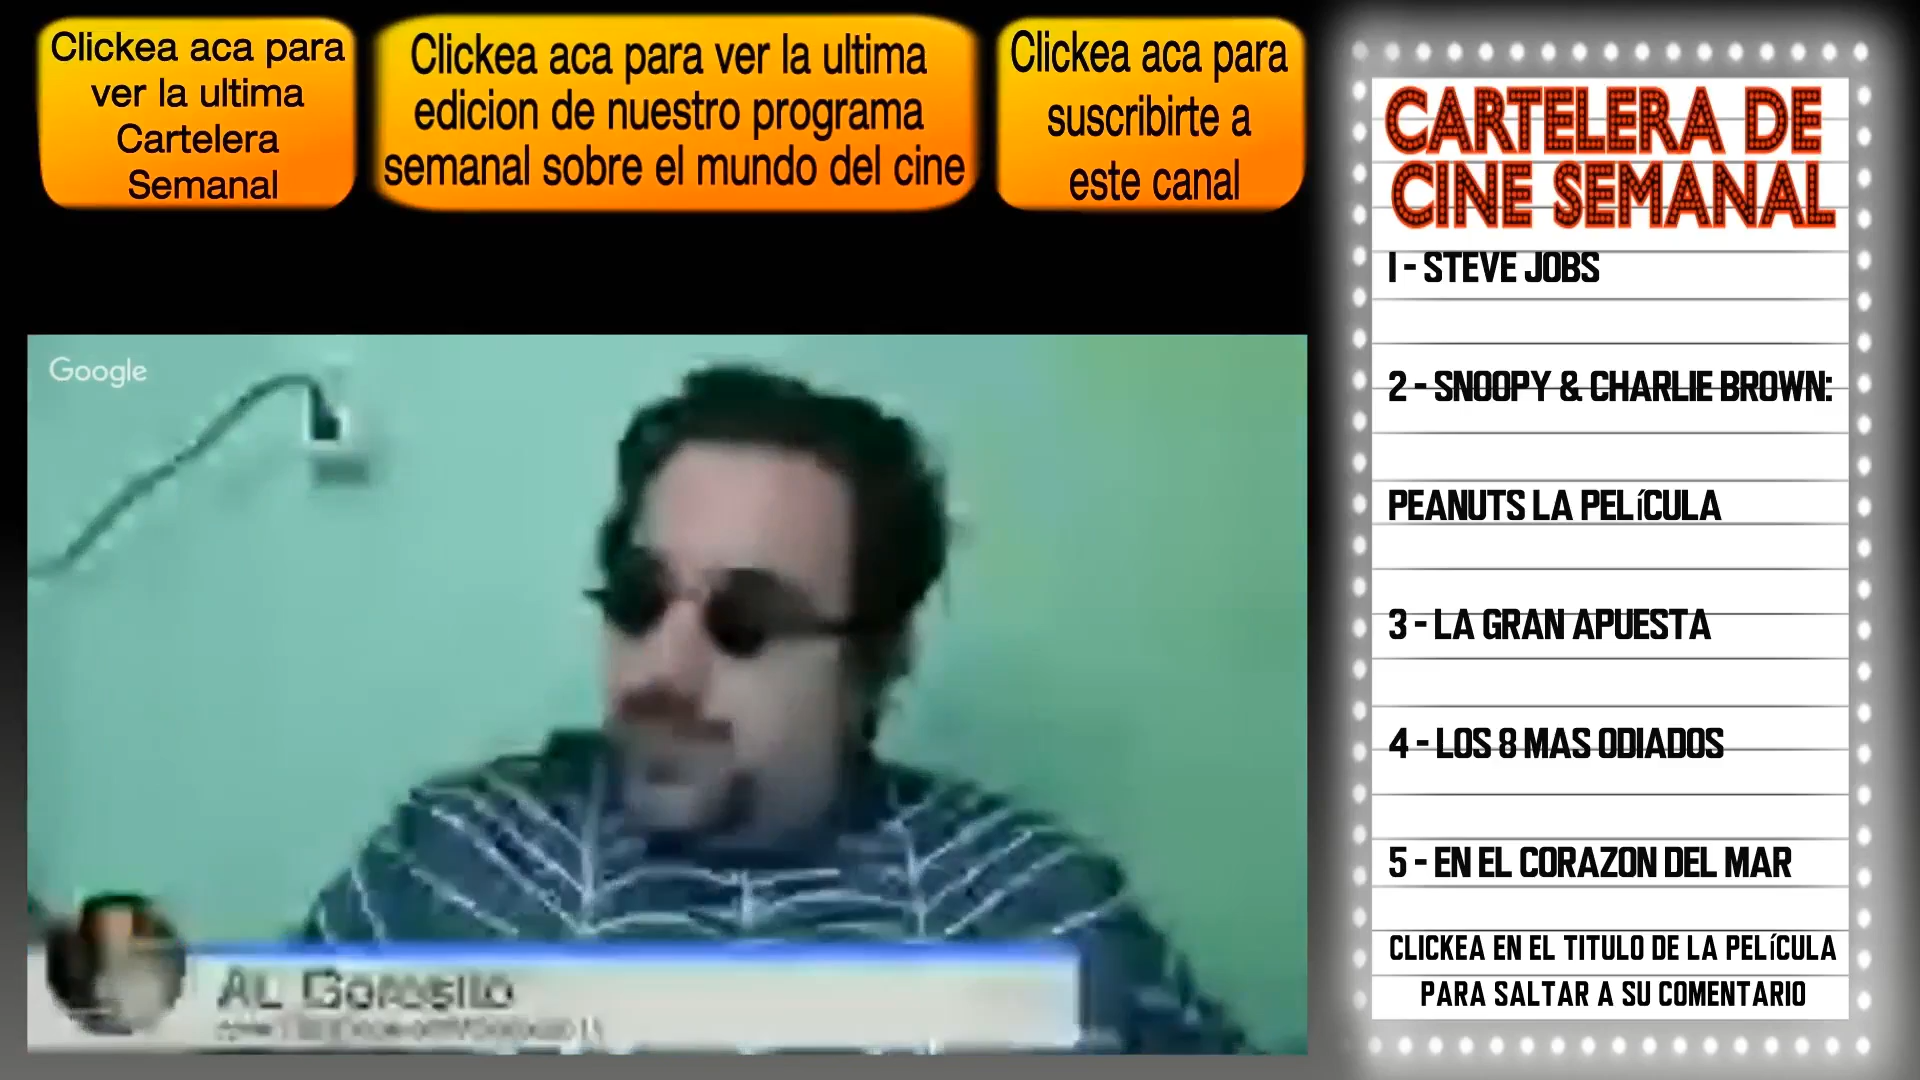 Clickea aca para
ver la ultima
Cartelera
Semanal
Clickea aca para ver la ultima
edicion de nuestro programa
semanal sobre el mundo del cine
Clickea aca para
suscribirte a
este canal
CARTELERA DE
CINE SEMANAL
1 - STEVE JOBS
2 - SNOOPY & CHARLIE BROWN:
PEANUTS LA PELíCULA
3 - LA GRAN APUESTA
4 - LOS 8 MAS ODIADOS
5 - EN EL CORAZON DEL MAR
CLICKEA EN EL TITULO DE LA PELíCULA
PARA SALTAR A SU COMENTARIO
Google
AL